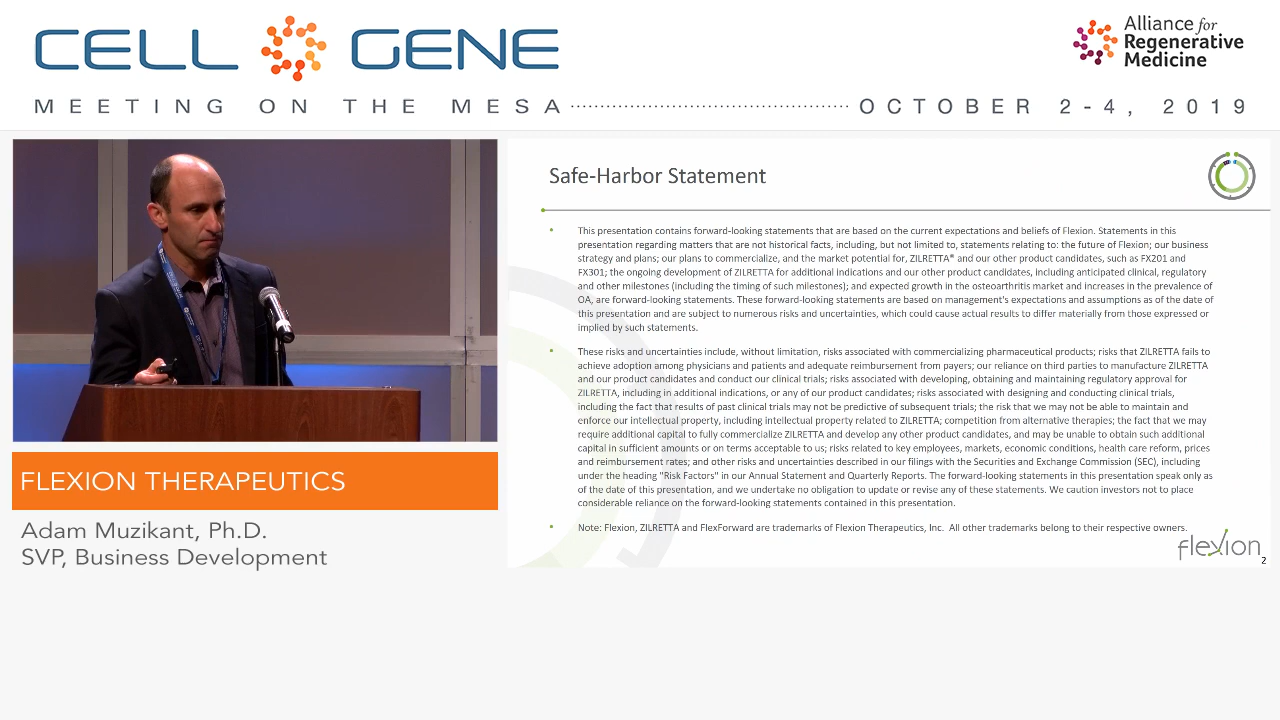 CELL GENE
Alliance for
Regenerative
Medicine
MEETING ON THE MESA
OCTOBER 2-4, 2019
Safe-Harbor Statement
• This presentation contains forward-looking statements that are based on the current expectations and beliefs of Flexion. Statements in this
presentation regarding matters that are not historical facts, including, but not limited to, statements relating to: the future of Flexion; our business
strategy and plans; our plans to commercialize, and the market potential for, ZILRETTA® and our other product candidates, such as FX201 and
FX301; the ongoing development of ZILRETTA for additional indications and our other product candidates, including anticipated clinical, regulatory
and other milestones (including the timing of such milestones); and expected growth in the osteoarthritis market and increases in the prevalence of
OA, are forward-looking statements. These forward-looking statements are based on management's expectations and assumptions as of the date of
this presentation and are subject to numerous risks and uncertainties, which could cause actual results to differ materially from those expressed or
implied by such statements.
• These risks and uncertainties include, without limitation, risks associated with commercializing pharmaceutical products; risks that ZILRETTA fails to
achieve adoption among physicians and patients and adequate reimbursement from payers; our reliance on third parties to manufacture ZILRETTA
and our product candidates and conduct our clinical trials; risks associated with developing, obtaining and maintaining regulatory approval for
ZILRETTA, including in additional indications, or any of our product candidates; risks associated with designing and conducting clinical trials,
including the fact that results of past clinical trials may not be predictive of subsequent trials; the risk that we may not be able to maintain and
enforce our intellectual property, including intellectual property related to ZILRETTA; competition from alternative therapies; the fact that we may
require additional capital to fully commercialize ZILRETTA and develop any other product candidates, and may be unable to obtain such additional
capital in sufficient amounts or on terms acceptable to us; risks related to key employees, markets, economic conditions, health care reform, prices
and reimbursement rates; and other risks and uncertainties described in our filings with the Securities and Exchange Commission (SEC), including
under the heading "Risk Factors" in our Annual Statement and Quarterly Reports. The forward-looking statements in this presentation speak only as
of the date of this presentation, and we undertake no obligation to update or revise any of these statements. We caution investors not to place
considerable reliance on the forward-looking statements contained in this presentation.
• Note: Flexion, ZILRETTA and FlexForward are trademarks of Flexion Therapeutics, Inc. All other trademarks belong to their respective owners.
flexion
2
FLEXION THERAPEUTICS
Adam Muzikant, Ph.D.
SVP, Business Development